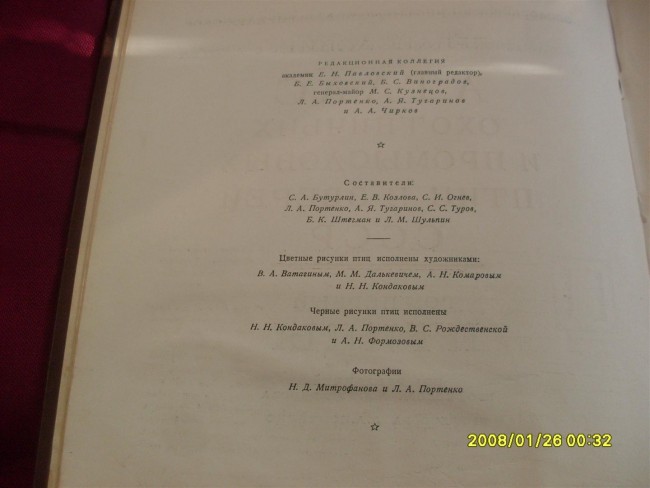 РЕДАКЦИОННАЯ КОЛЛЕГИЯ
академик Е. Н. Павловский (главный редактор),
Б. Е. Быховский, Б. С. Виноградов,
генерал-майор М. С. Кузнецов,
Л. А. Портенко, А. Я. Тугаринов
и А. А. Чирков
Составители:
С. А. Бутурлин, Е. В. Козлова, С. И. Огнев,
Л. А. Портенко, А. Я. Тугаринов, С. С. Туров,
Б. К. Штегман и Л. М. Шульпин
Цветные рисунки птиц исполнены художниками:
В. А. Ватагиным, М. М. Дальневичем, А. Н. Комаровым
и Н. Н. Кондаковым
Черные рисунки птиц исполнены
Н. Н. Кондаковым, Л. А. Портенко, В. С. Рождественской
и А. Н. Формозовым
Фотографии
Н. Д. Митрофанова и Л. А. Портенко
2008/01/26 00:32